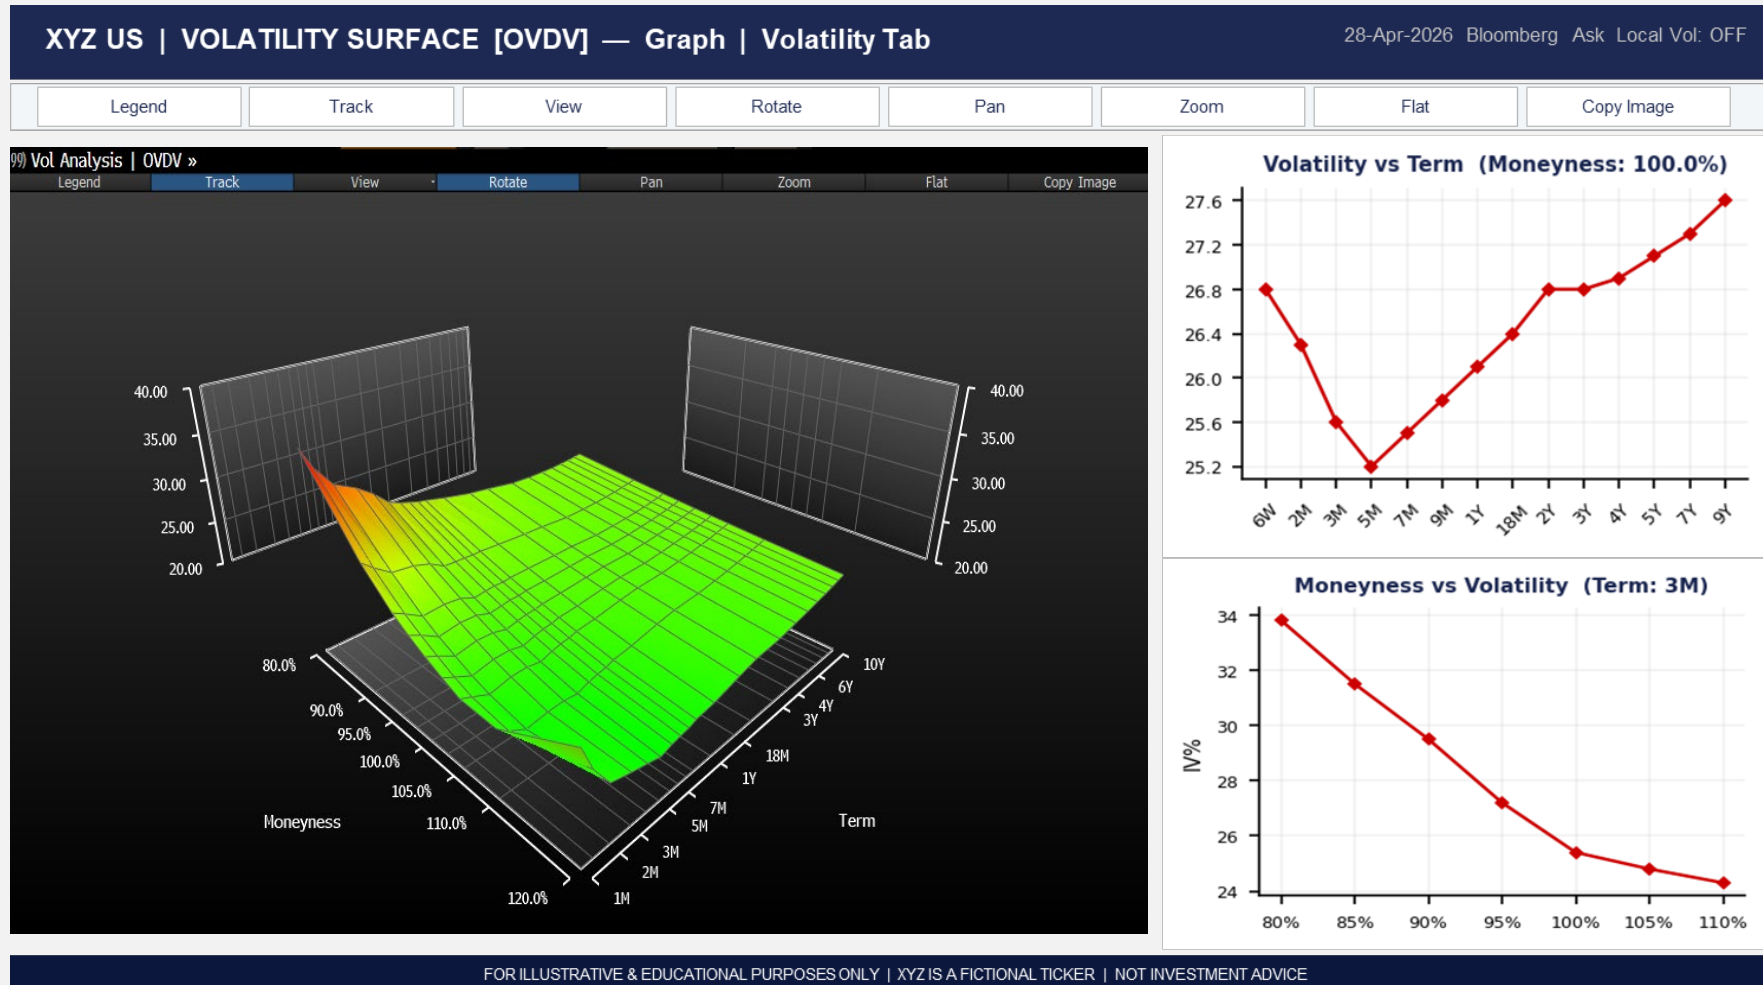 XYZ US | VOLATILITY SURFACE [OVDV] — Graph | Volatility Tab
28-Apr-2026 Bloomberg Ask Local Vol: OFF
Legend Track View Rotate Pan Zoom Flat Copy Image
99) Vol Analysis | OVDV »
Legend Track View Rotate Pan Zoom Flat Copy Image
40.00
35.00
30.00
25.00
20.00
40.00
35.00
30.00
25.00
20.00
80.0%
90.0%
95.0%
100.0%
105.0%
110.0%
120.0%
Moneyness
10Y
6Y
4Y
3Y
18M
1Y
7M
5M
3M
2M
1M
Term
Volatility vs Term (Moneyness: 100.0%)
27.6
27.2
26.8
26.4
26.0
25.6
25.2
6W 2M 3M 5M 7M 9M 1Y 18M 2Y 3Y 4Y 5Y 7Y 9Y
Moneyness vs Volatility (Term: 3M)
IV%
34
32
30
28
26
24
80% 85% 90% 95% 100% 105% 110%
FOR ILLUSTRATIVE & EDUCATIONAL PURPOSES ONLY | XYZ IS A FICTIONAL TICKER | NOT INVESTMENT ADVICE